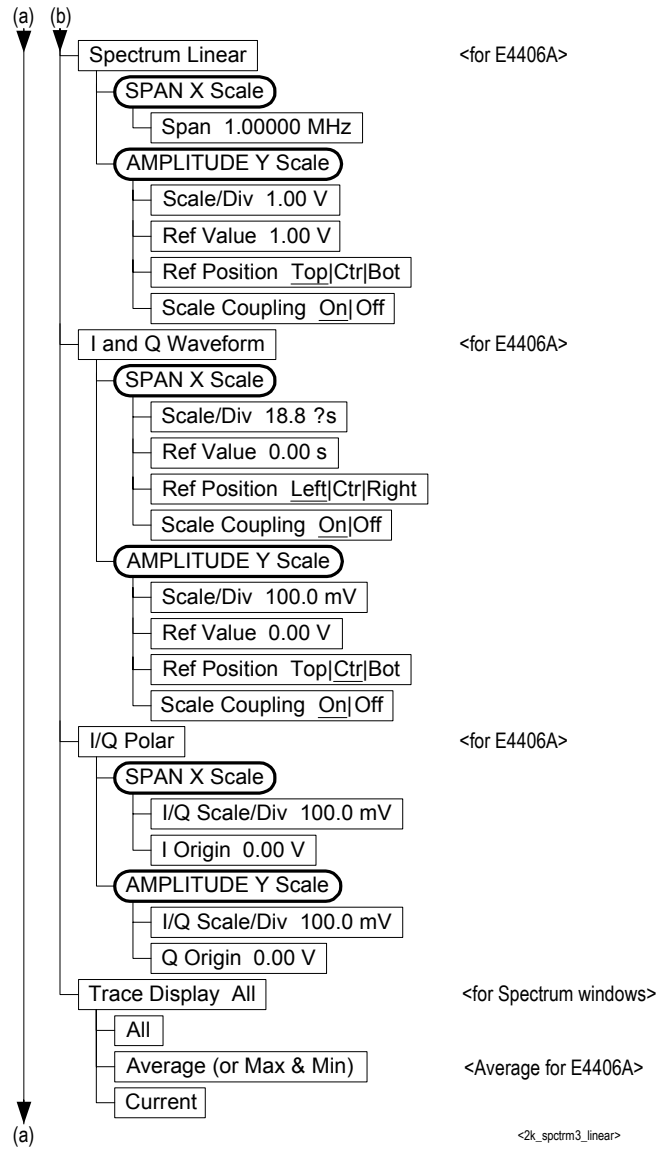 (a) (b)
Spectrum Linear <for E4406A>
SPAN X Scale
Span 1.00000 MHz
AMPLITUDE Y Scale
Scale/Div 1.00 V
Ref Value 1.00 V
Ref Position Top|Ctr|Bot
Scale Coupling On|Off
I and Q Waveform <for E4406A>
SPAN X Scale
Scale/Div 18.8 ?s
Ref Value 0.00 s
Ref Position Left|Ctr|Right
Scale Coupling On|Off
AMPLITUDE Y Scale
Scale/Div 100.0 mV
Ref Value 0.00 V
Ref Position Top|Ctr|Bot
Scale Coupling On|Off
I/Q Polar <for E4406A>
SPAN X Scale
I/Q Scale/Div 100.0 mV
I Origin 0.00 V
AMPLITUDE Y Scale
I/Q Scale/Div 100.0 mV
Q Origin 0.00 V
Trace Display All <for Spectrum windows>
All
Average (or Max & Min) <Average for E4406A>
Current
(a) <2k_spctrm3_linear>